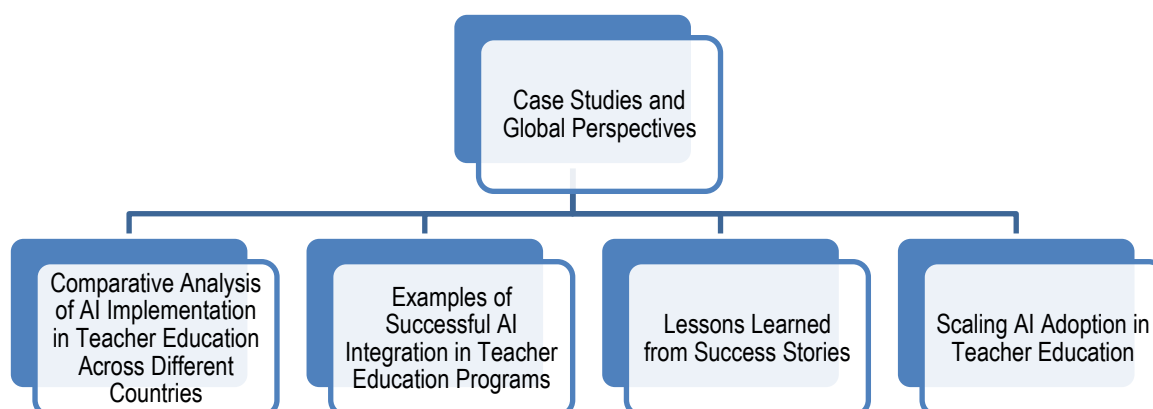 Case Studies and
Global Perspectives
Comparative Analysis
of AI Implementation
in Teacher Education
Across Different
Countries
Examples of
Successful AI
Integration in Teacher
Education Programs
Lessons Learned
from Success Stories
Scaling AI Adoption in
Teacher Education